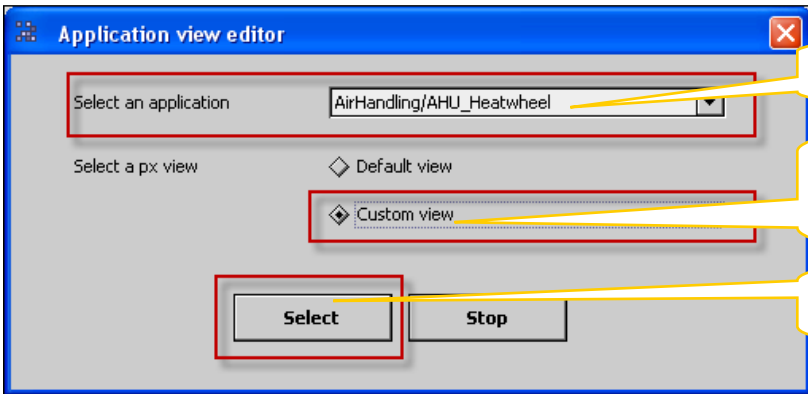 Application view editor
Select an application AirHandling/AHU_Heatwheel
Select a px view Default view
Custom view
Select Stop